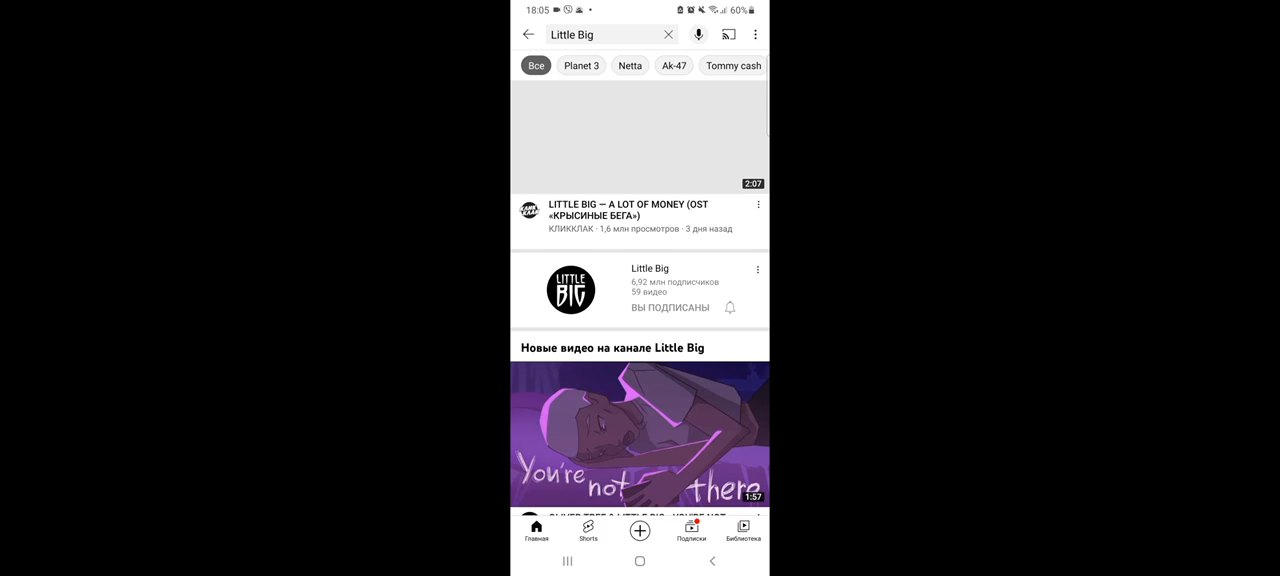 18:05
60%
Little Big
Все
Planet 3
Netta
Ak-47
Tommy cash
2:07
LITTLE BIG — A LOT OF MONEY (OST
«КРЫСИНЫЕ БЕГА»)
КЛИККЛАК · 1,6 млн просмотров · 3 дня назад
LITTLE
BIG
Little Big
6,92 млн подписчиков
59 видео
ВЫ ПОДПИСАНЫ
Новые видео на канале Little Big
You're
not
there
1:57
Главная
Shorts
Подписки
Библиотека